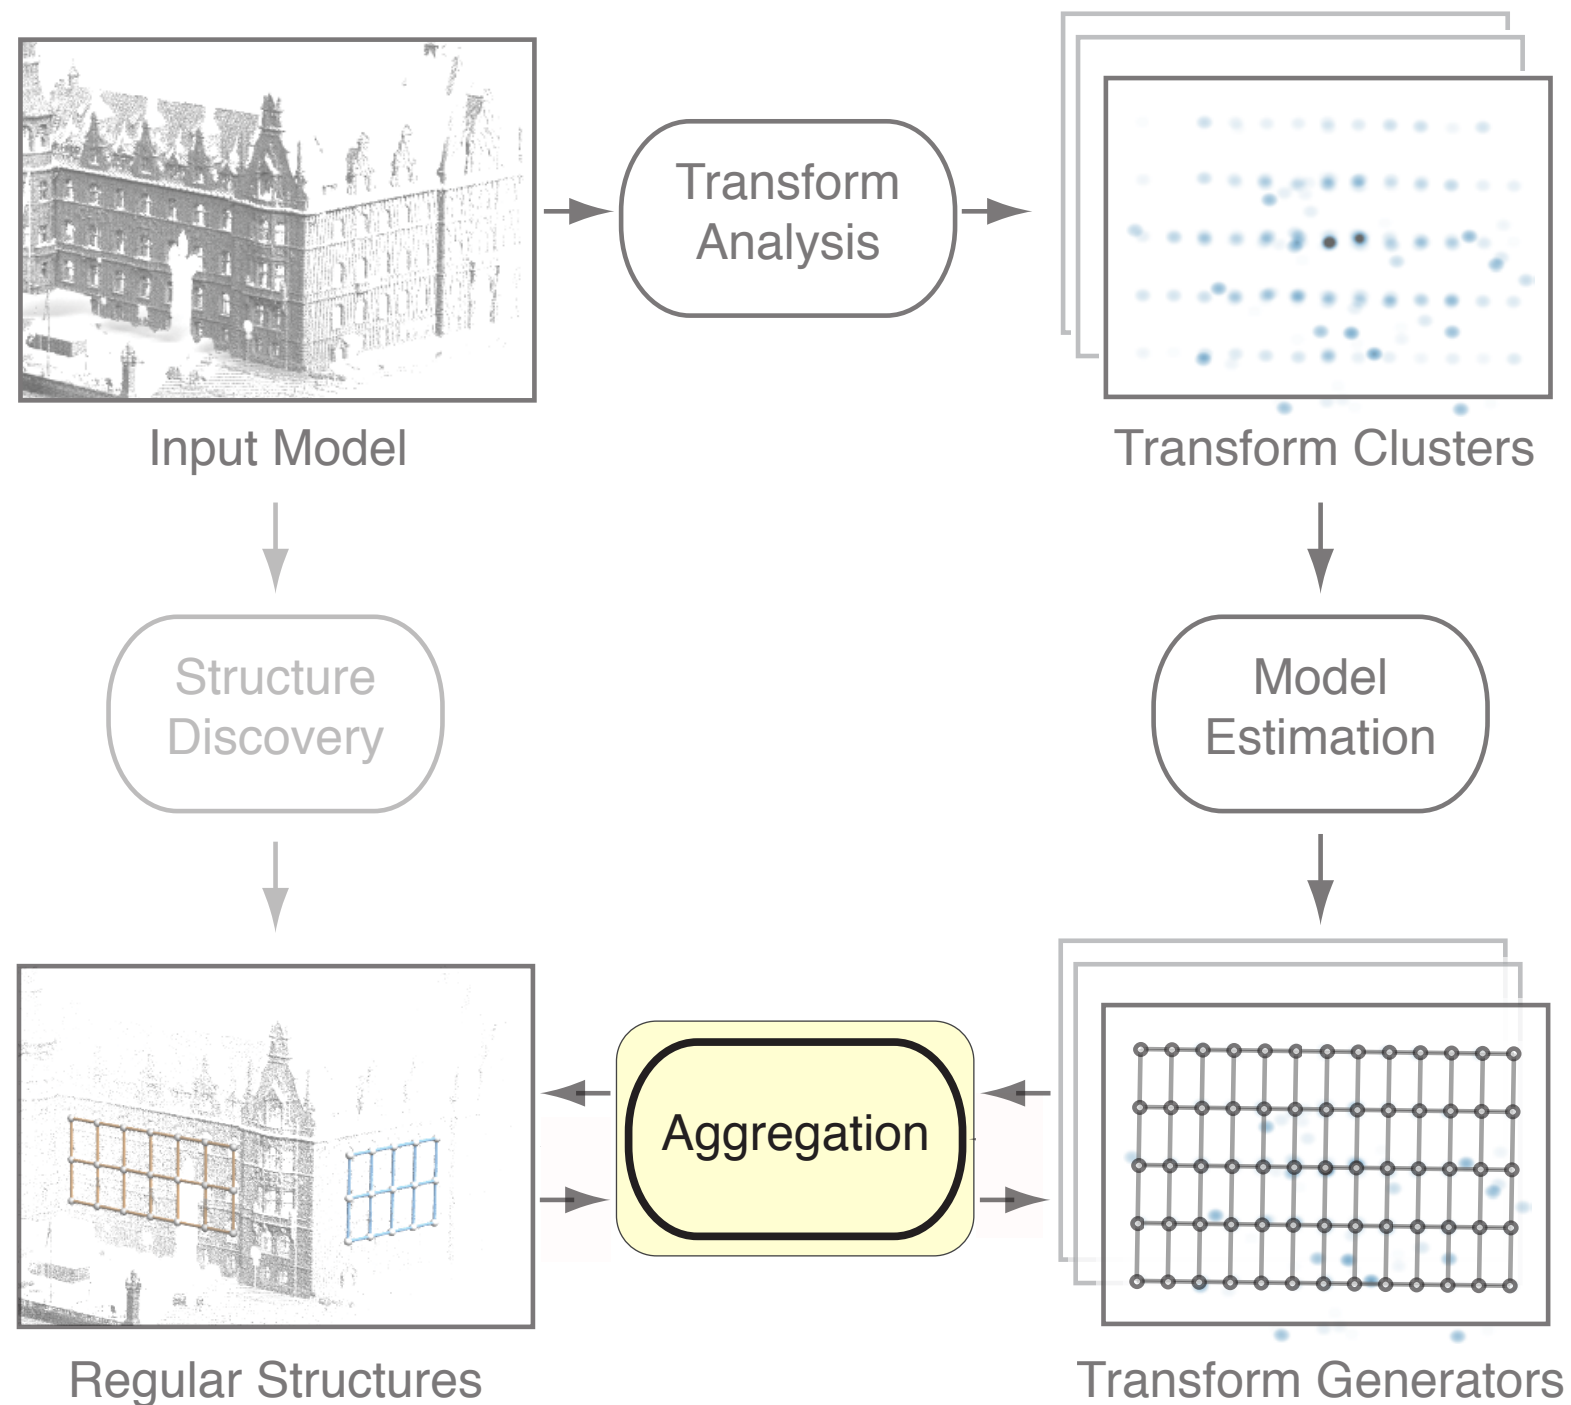 Transform
Analysis
Input Model
Transform Clusters
Structure
Discovery
Model
Estimation
Aggregation
Regular Structures
Transform Generators